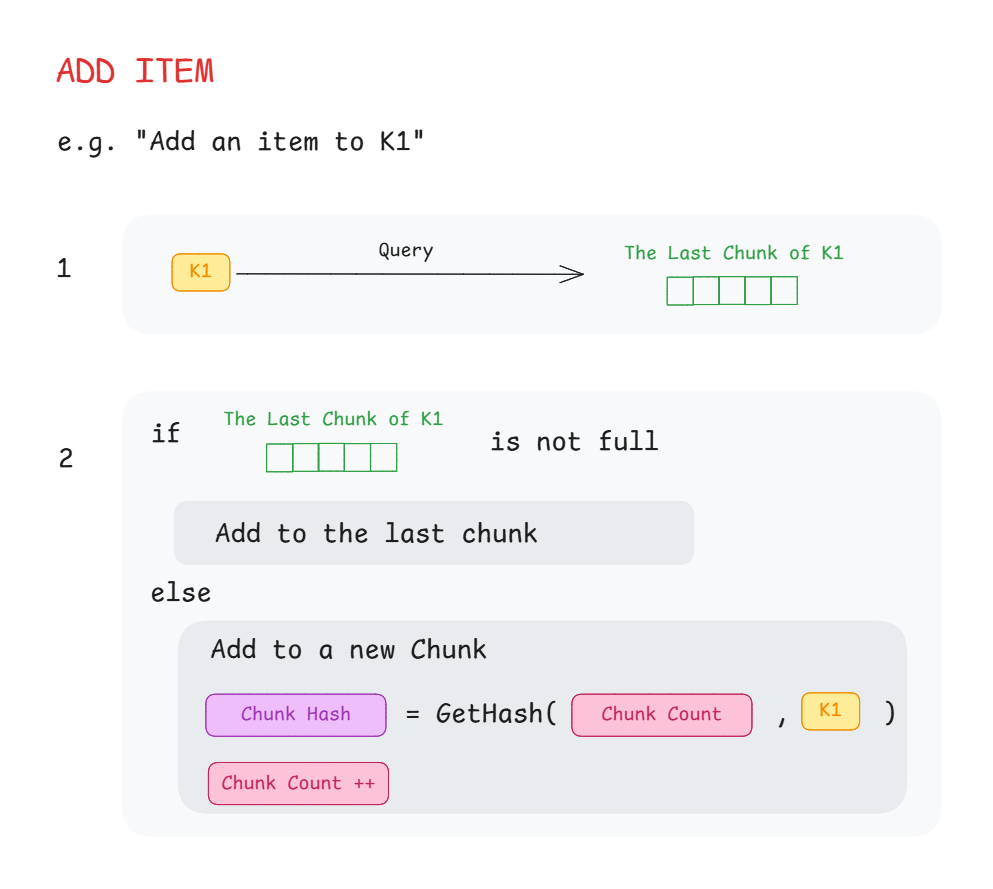 ADD ITEM
e.g. "Add an item to K1"
1
K1
Query
The Last Chunk of K1
2
if
The Last Chunk of K1
is not full
Add to the last chunk
else
Add to a new Chunk
Chunk Hash = GetHash( Chunk Count , K1 )
Chunk Count ++